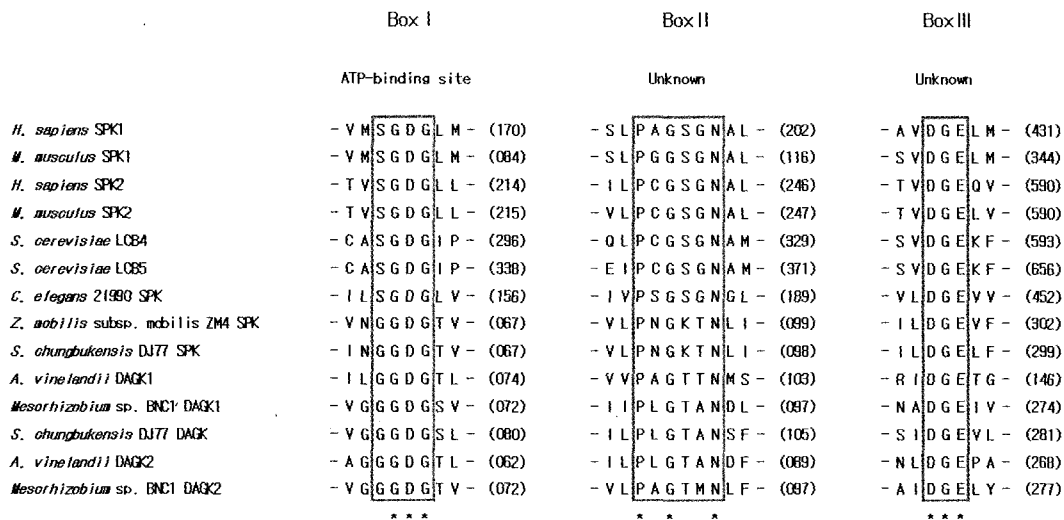 Box I Box II Box III
ATP-binding site Unknown Unknown
H. sapiens SPK1 - V M S G D G L M - (170) - S L P A G S G N A L - (202) - A V D G E L M - (431)
M. musculus SPK1 - V M S G D G L M - (084) - S L P G G S G N A L - (116) - S V D G E L M - (344)
H. sapiens SPK2 - T V S G D G L L - (214) - I L P C G S G N A L - (246) - T V D G E Q V - (590)
M. musculus SPK2 - T V S G D G L L - (215) - V L P C G S G N A L - (247) - T V D G E L V - (590)
S. cerevisiae LCB4 - C A S G D G I P - (296) - Q L P C G S G N A M - (329) - S V D G E K F - (593)
S. cerevisiae LCB5 - C A S G D G I P - (338) - E I P C G S G N A M - (371) - S V D G E K F - (656)
C. elegans 21990 SPK - I L S G D G L V - (156) - I V P S G S G N G L - (189) - V L D G E V V - (452)
Z. mobilis subsp. mobilis ZM4 SPK - V N G G D G T V - (067) - V L P N G K T N L I - (099) - I L D G E V F - (302)
S. chungbukensis DJ77 SPK - I N G G D G T V - (067) - V L P N G K T N L I - (098) - I L D G E L F - (299)
A. vinelandii DAGK1 - I L G G D G T L - (074) - V V P A G T T N M S - (103) - R I D G E T G - (146)
Mesorhizobium sp. BNC1 DAGK1 - V G G G D G S V - (072) - I I P L G T A N D L - (097) - N A D G E I V - (274)
S. chungbukensis DJ77 DAGK - V G G G D G S L - (080) - I L P L G T A N S F - (105) - S I D G E V L - (281)
A. vinelandii DAGK2 - A G G G D G T L - (062) - I L P L G T A N D F - (089) - N L D G E P A - (268)
Mesorhizobium sp. BNC1 DAGK2 - V G G G D G T V - (072) - V L P A G T M N L F - (097) - A I D G E L Y - (277)
* * * * * * * * *